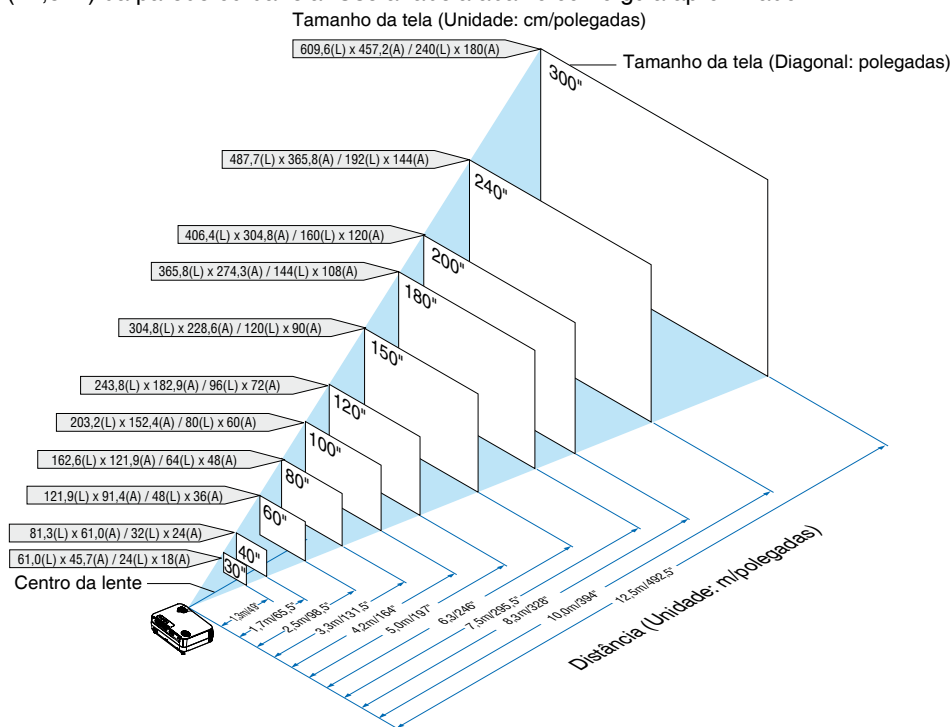 Tamanho da tela (Unidade: cm/polegadas)
609,6(L) x 457,2(A) / 240(L) x 180(A)
Tamanho da tela (Diagonal: polegadas)
300"
487,7(L) x 365,8(A) / 192(L) x 144(A)
240"
406,4(L) x 304,8(A) / 160(L) x 120(A)
200"
365,8(L) x 274,3(A) / 144(L) x 108(A)
180"
304,8(L) x 228,6(A) / 120(L) x 90(A)
150"
243,8(L) x 182,9(A) / 96(L) x 72(A)
120"
203,2(L) x 152,4(A) / 80(L) x 60(A)
100"
162,6(L) x 121,9(A) / 64(L) x 48(A)
80"
121,9(L) x 91,4(A) / 48(L) x 36(A)
60"
81,3(L) x 61,0(A) / 32(L) x 24(A)
40"
61,0(L) x 45,7(A) / 24(L) x 18(A)
30"
Centro da lente
1,3m/49"
1,7m/65,5"
2,5m/98,5"
3,3m/131,5"
4,2m/164"
5,0m/197"
6,3/246"
7,5m/295,5"
8,3m/328"
10,0m/394"
12,5m/492,5"
Distância (Unidade: m/polegadas)